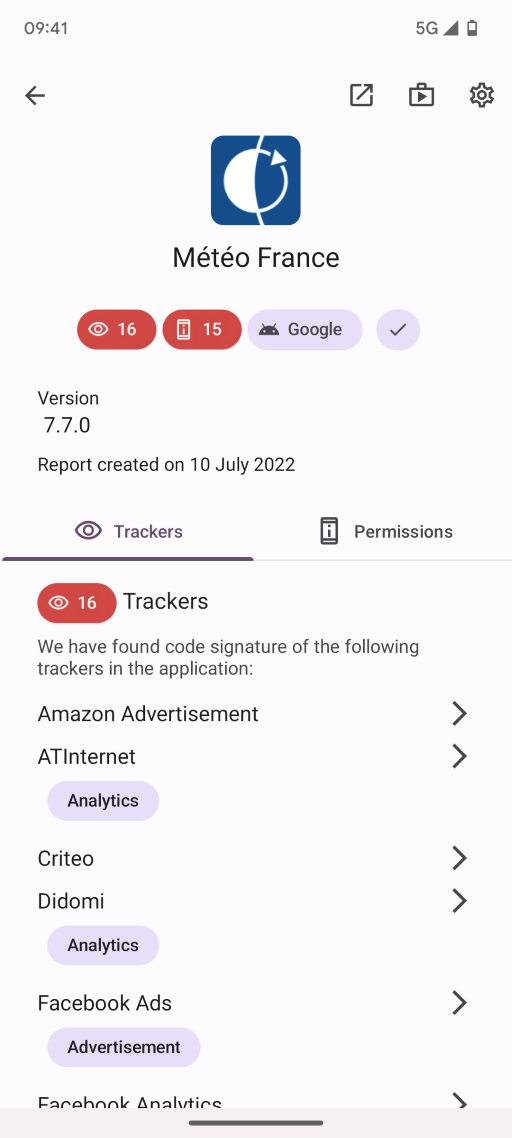 09:41
5G
Météo France
16
15
Google
Version
7.7.0
Report created on 10 July 2022
Trackers
Permissions
16 Trackers
We have found code signature of the following
trackers in the application:
Amazon Advertisement
ATInternet
Analytics
Criteo
Didomi
Analytics
Facebook Ads
Advertisement
Facebook Analytics